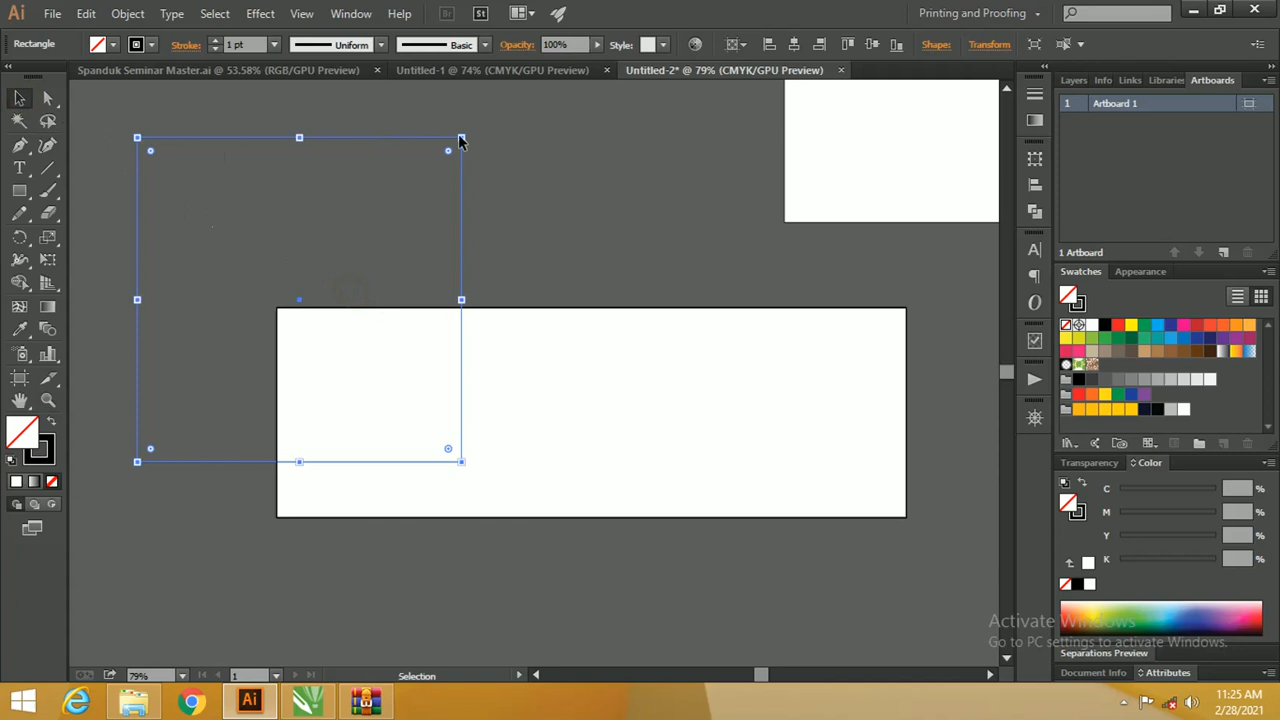 Ai File Edit Object Type Select Effect View Window Help Br St Printing and Proofing
Rectangle Stroke: 1 pt Uniform Basic Opacity: 100% Style: Shape: Transform
Spanduk Seminar Master.ai @ 53.58% (RGB/GPU Preview) × Untitled-1 @ 74% (CMYK/GPU Preview) × Untitled-2* @ 79% (CMYK/GPU Preview) ×
Layers Info Links Libraries Artboards
1 Artboard 1
1 Artboard
Swatches Appearance
Transparency Color
C %
M %
Y %
K %
Activate Windows
Go to PC settings to activate Windows.
Separations Preview
Document Info Attributes
79% 1 Selection
Ai
11:25 AM
2/28/2021